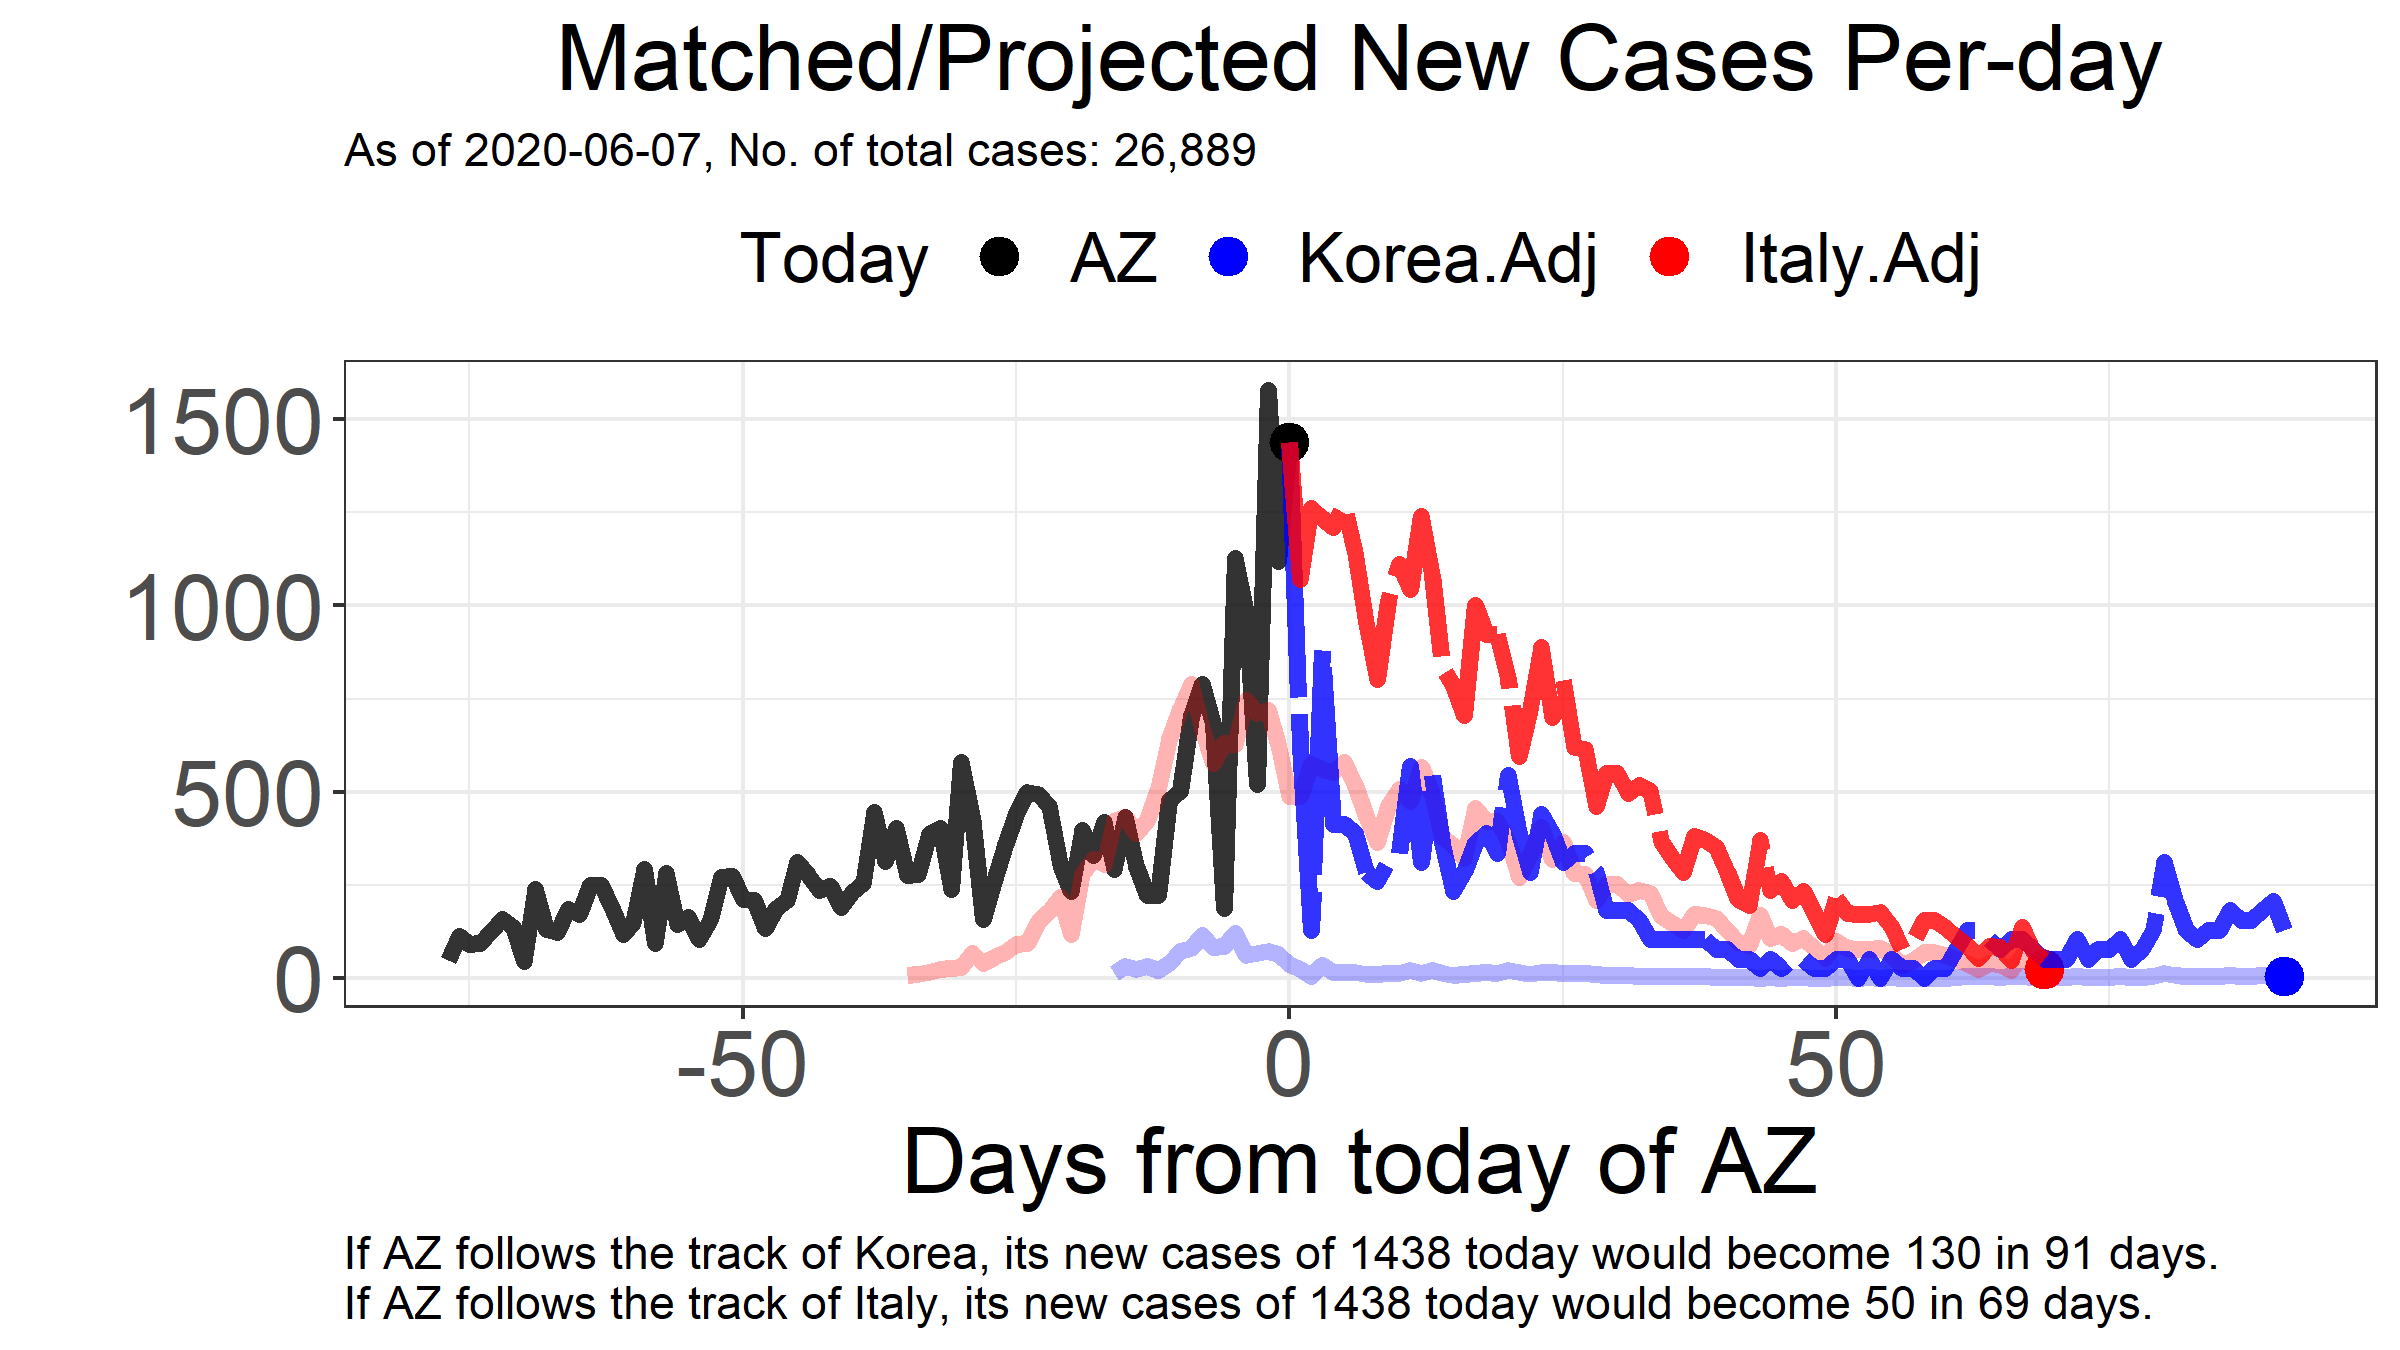 Matched/Projected New Cases Per-day
As of 2020-06-07, No. of total cases: 26,889
Today AZ Korea.Adj Italy.Adj
1500
1000
500
0
-50 0 50
Days from today of AZ
If AZ follows the track of Korea, its new cases of 1438 today would become 130 in 91 days.
If AZ follows the track of Italy, its new cases of 1438 today would become 50 in 69 days.